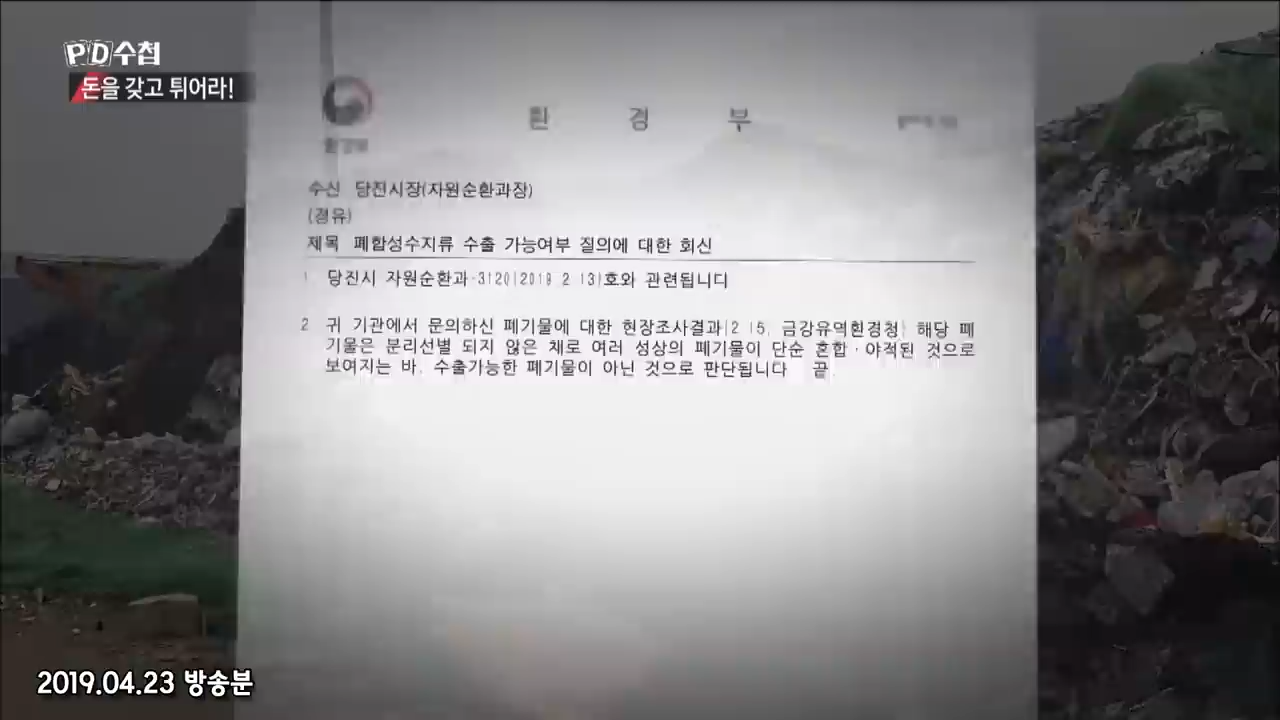 PD수첩
돈을 갖고 튀어라!
환 경 부
환경부
수신 당진시장(자원순환과장)
(경유)
제목 폐합성수지류 수출 가능여부 질의에 대한 회신
1 당진시 자원순환과-3120(2019 2 13)호와 관련됩니다
2 귀 기관에서 문의하신 폐기물에 대한 현장조사결과(2 15, 금강유역환경청) 해당 폐
기물은 분리선별 되지 않은 채로 여러 성상의 폐기물이 단순 혼합·야적된 것으로
보여지는 바, 수출가능한 폐기물이 아닌 것으로 판단됩니다 끝.
2019.04.23 방송분